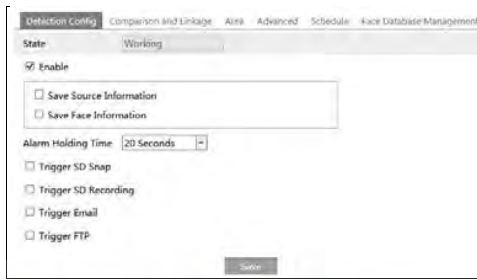 Detection Config Comparison and Linkage Area Advanced Schedule Face Database Management
State Working
Enable
Save Source Information
Save Face Information
Alarm Holding Time 20 Seconds
Trigger SD Snap
Trigger SD Recording
Trigger Email
Trigger FTP
Save